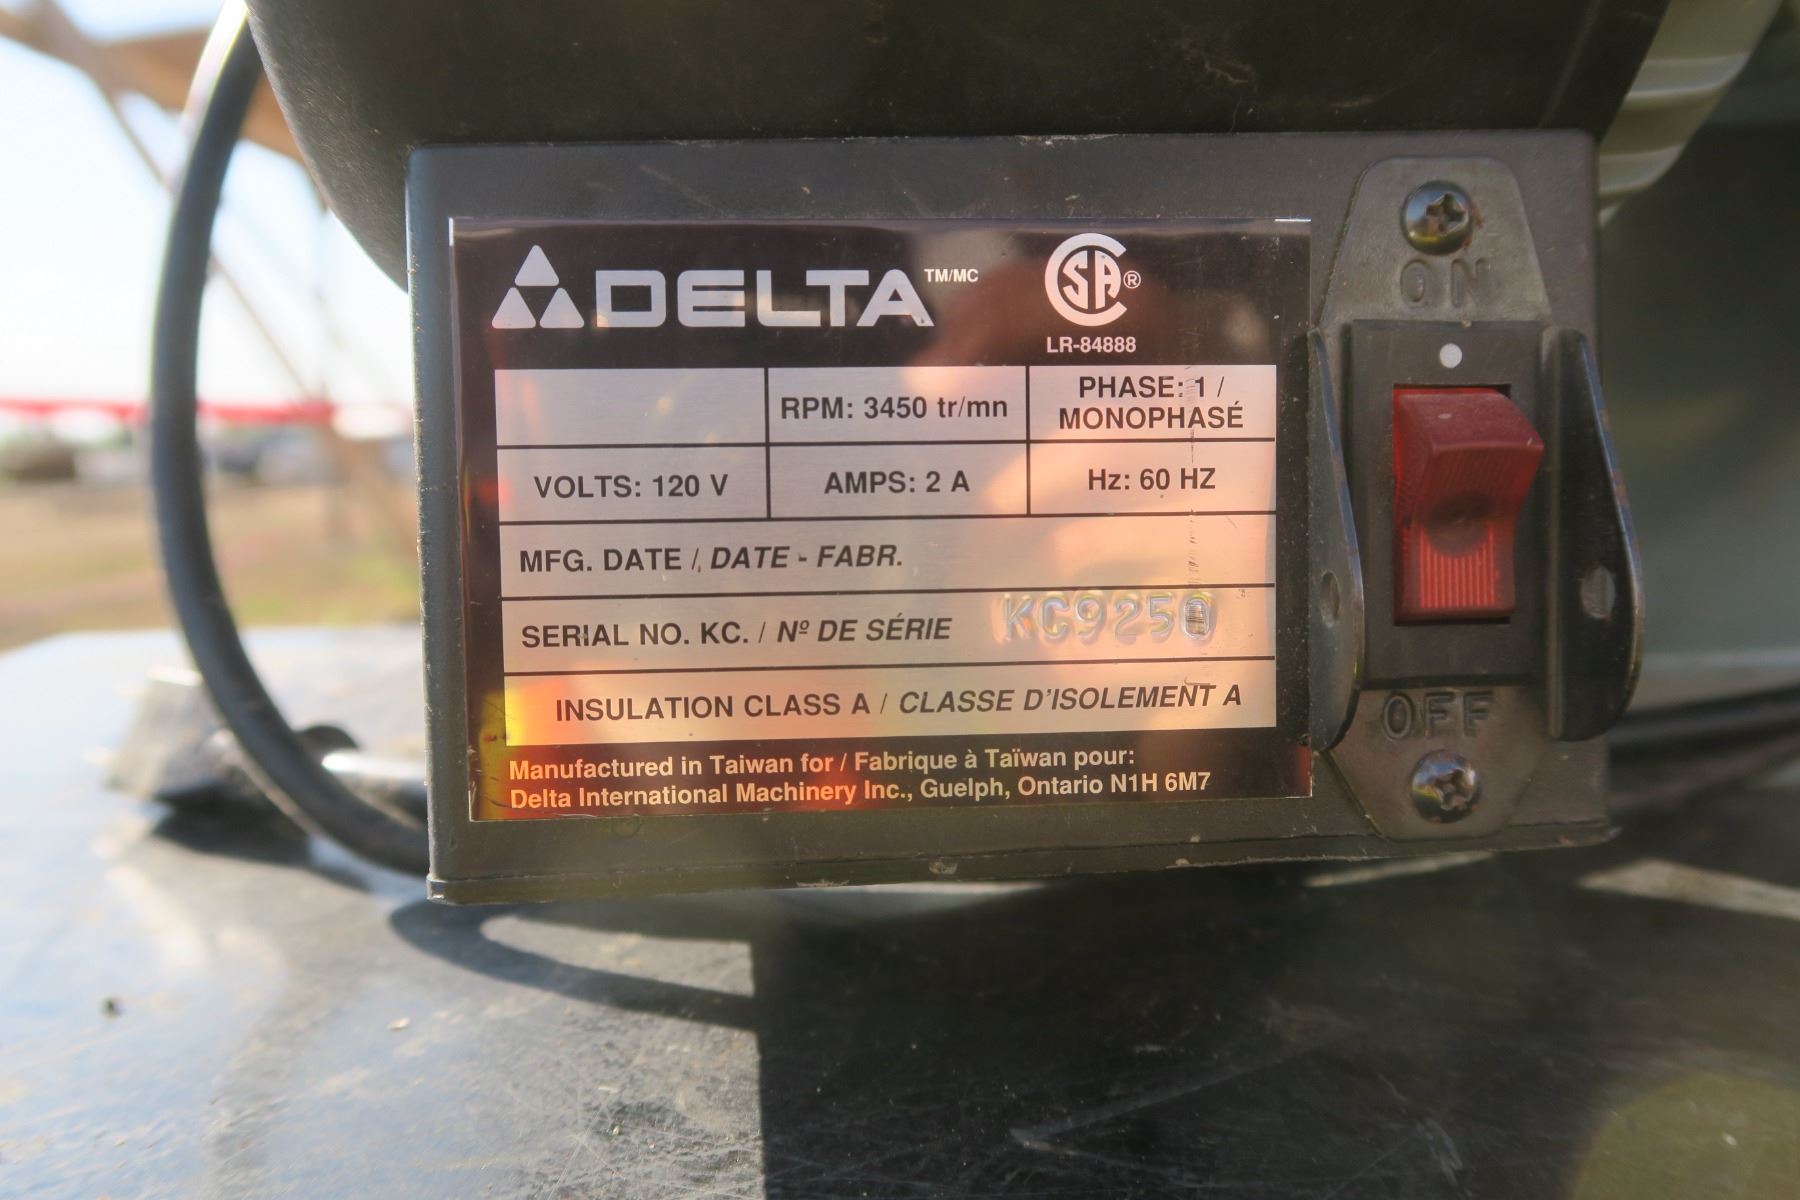 DELTA TM/MC
CSA ®
LR-84888
RPM: 3450 tr/mn
PHASE: 1 /
MONOPHASÉ
VOLTS: 120 V
AMPS: 2 A
Hz: 60 HZ
MFG. DATE / DATE - FABR.
SERIAL NO. KC. / Nº DE SÉRIE KC9250
INSULATION CLASS A / CLASSE D'ISOLEMENT A
Manufactured in Taiwan for / Fabrique à Taïwan pour:
Delta International Machinery Inc., Guelph, Ontario N1H 6M7
ON
OFF